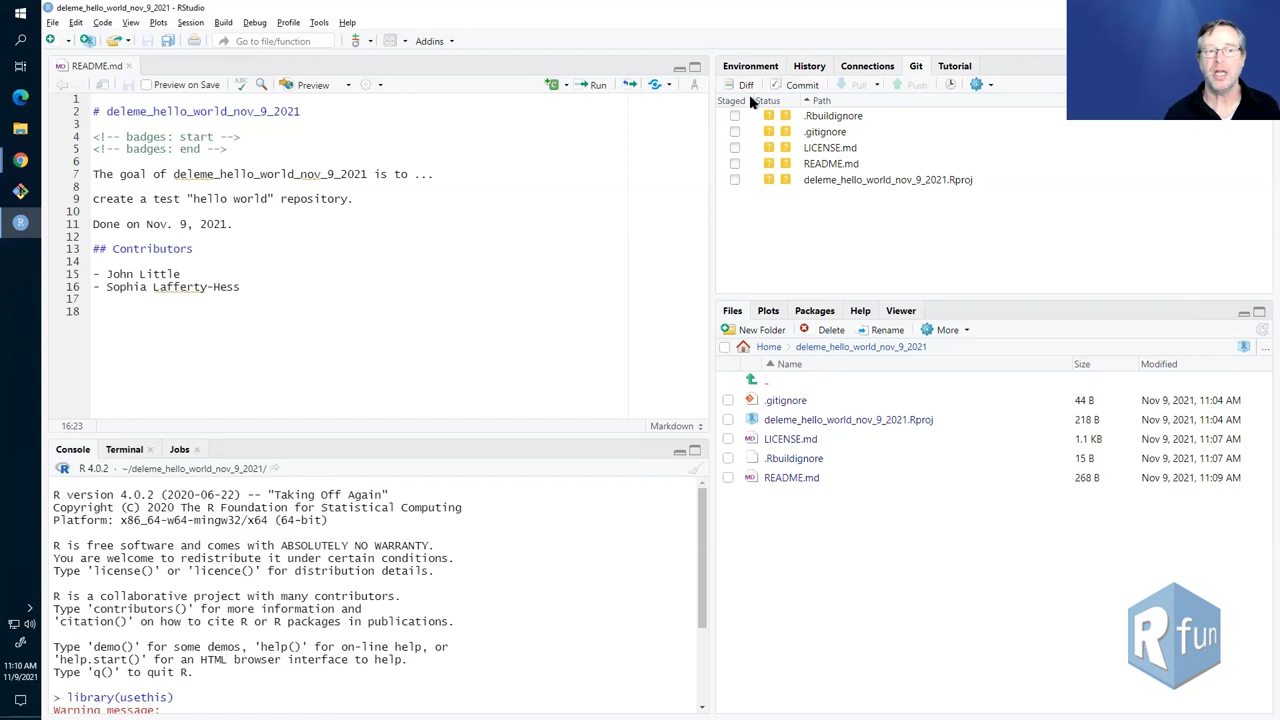 deleme_hello_world_nov_9_2021 - RStudio
File Edit Code View Plots Session Build Debug Profile Tools Help
Go to file/function Addins
README.md
Preview on Save Preview Run
1
2 # deleme_hello_world_nov_9_2021
3
4 <!-- badges: start -->
5 <!-- badges: end -->
6
7 The goal of deleme_hello_world_nov_9_2021 is to ...
8
9 create a test "hello world" repository.
10
11 Done on Nov. 9, 2021.
12
13 ## Contributors
14
15 - John Little
16 - Sophia Lafferty-Hess
17
18
16:23 Markdown
Console Terminal Jobs
R 4.0.2 · ~/deleme_hello_world_nov_9_2021/
R version 4.0.2 (2020-06-22) -- "Taking Off Again"
Copyright (C) 2020 The R Foundation for Statistical Computing
Platform: x86_64-w64-mingw32/x64 (64-bit)
R is free software and comes with ABSOLUTELY NO WARRANTY.
You are welcome to redistribute it under certain conditions.
Type 'license()' or 'licence()' for distribution details.
R is a collaborative project with many contributors.
Type 'contributors()' for more information and
'citation()' on how to cite R or R packages in publications.
Type 'demo()' for some demos, 'help()' for on-line help, or
'help.start()' for an HTML browser interface to help.
Type 'q()' to quit R.
> library(usethis)
Warning message:
Environment History Connections Git Tutorial
Diff Commit Pull Push
Staged Status Path
.Rbuildignore
.gitignore
LICENSE.md
README.md
deleme_hello_world_nov_9_2021.Rproj
Files Plots Packages Help Viewer
New Folder Delete Rename More
Home deleme_hello_world_nov_9_2021
Name Size Modified
..
.gitignore 44 B Nov 9, 2021, 11:04 AM
deleme_hello_world_nov_9_2021.Rproj 218 B Nov 9, 2021, 11:04 AM
LICENSE.md 1.1 KB Nov 9, 2021, 11:07 AM
.Rbuildignore 15 B Nov 9, 2021, 11:07 AM
README.md 268 B Nov 9, 2021, 11:09 AM
R fun
11:10 AM
11/9/2021